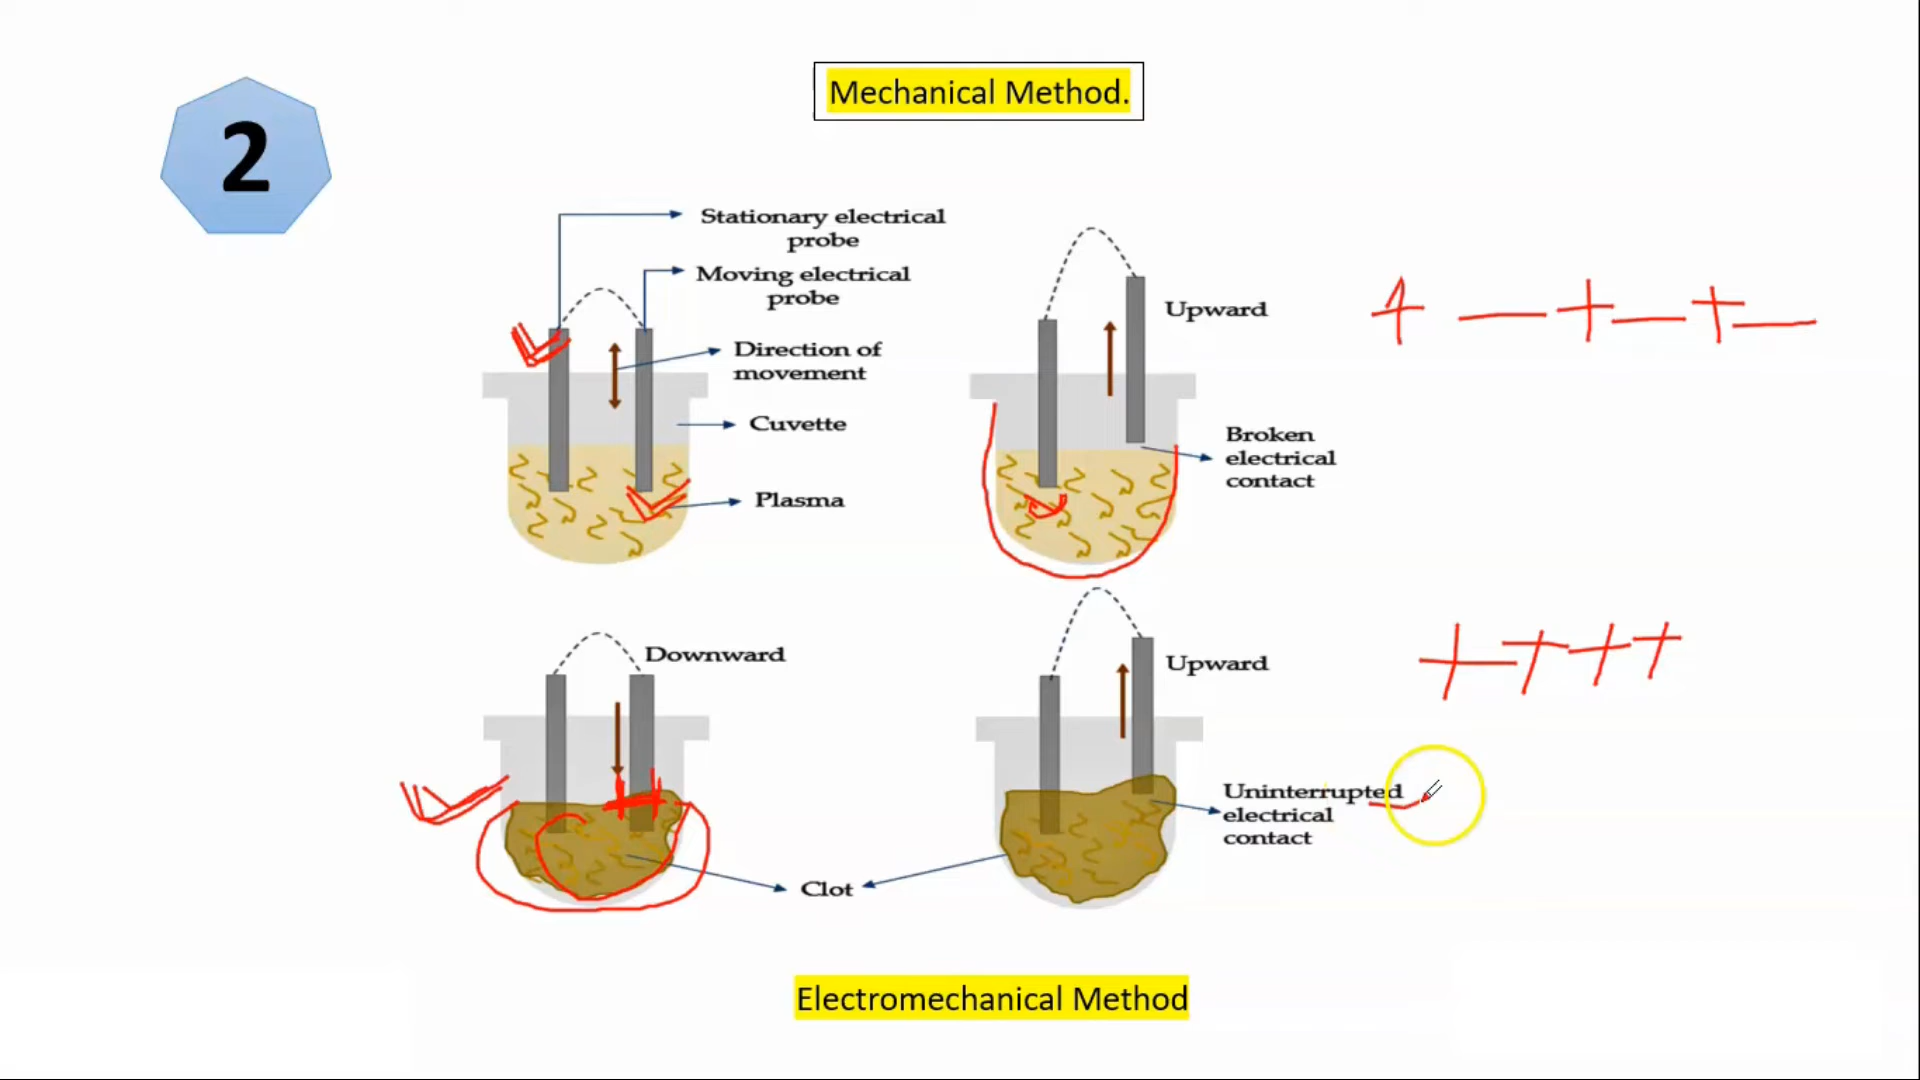 Mechanical Method.
2
Stationary electrical
probe
Moving electrical
probe
Direction of
movement
Cuvette
Plasma
Upward
Broken
electrical
contact
+ — + — + —
Downward
Upward
+ + + +
Uninterrupted
electrical
contact
Clot
Electromechanical Method